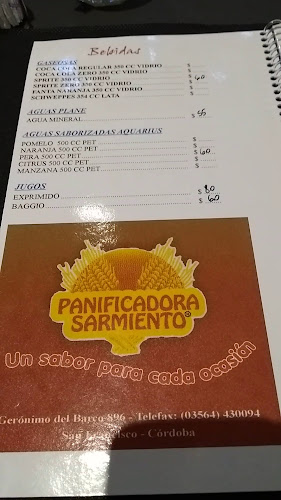 Bebidas
GASEOSAS
COCA COLA REGULAR 350 CC VIDRIO $
COCA COLA ZERO 350 CC VIDRIO $
SPRITE 350 CC VIDRIO $ 60
SPRITE ZERO 350 CC VIDRIO $
FANTA NARANJA 350 CC VIDRIO $
SCHWEPPES 354 CC LATA $
AGUAS PLANE
AGUA MINERAL $
AGUAS SABORIZADAS AQUARIUS
POMELO 500 CC PET $
NARANJA 500 CC PET $ 60
PERA 500 CC PET $
CITRUS 500 CC PET $
MANZANA 500 CC PET $
JUGOS
EXPRIMIDO $ 80
BAGGIO $ 60
PANIFICADORA
SARMIENTO®
Un sabor para cada ocasión
Gerónimo del Barco 896 - Telefax: (03564) 430094
San Francisco - Córdoba